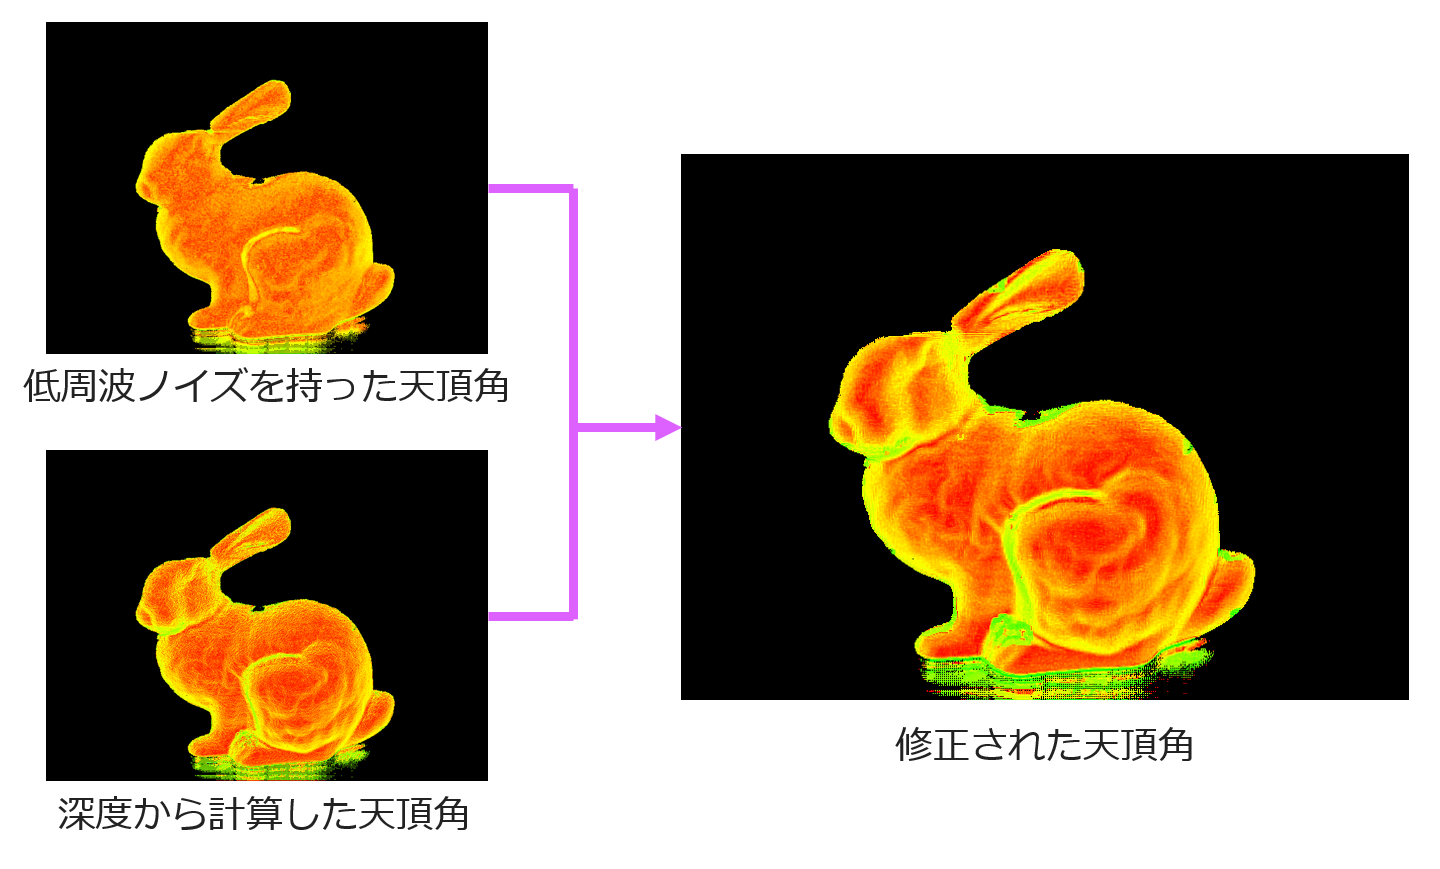 低周波ノイズを持った天頂角
深度から計算した天頂角
修正された天頂角